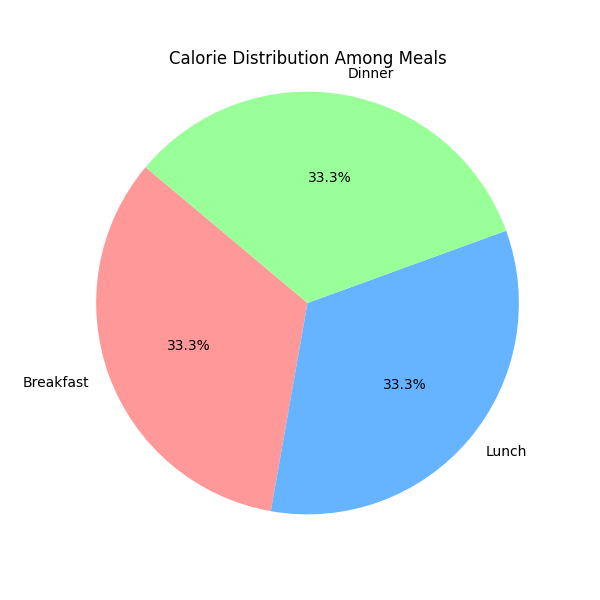 Calorie Distribution Among Meals
Dinner
33.3%
33.3%
Breakfast
33.3%
Lunch